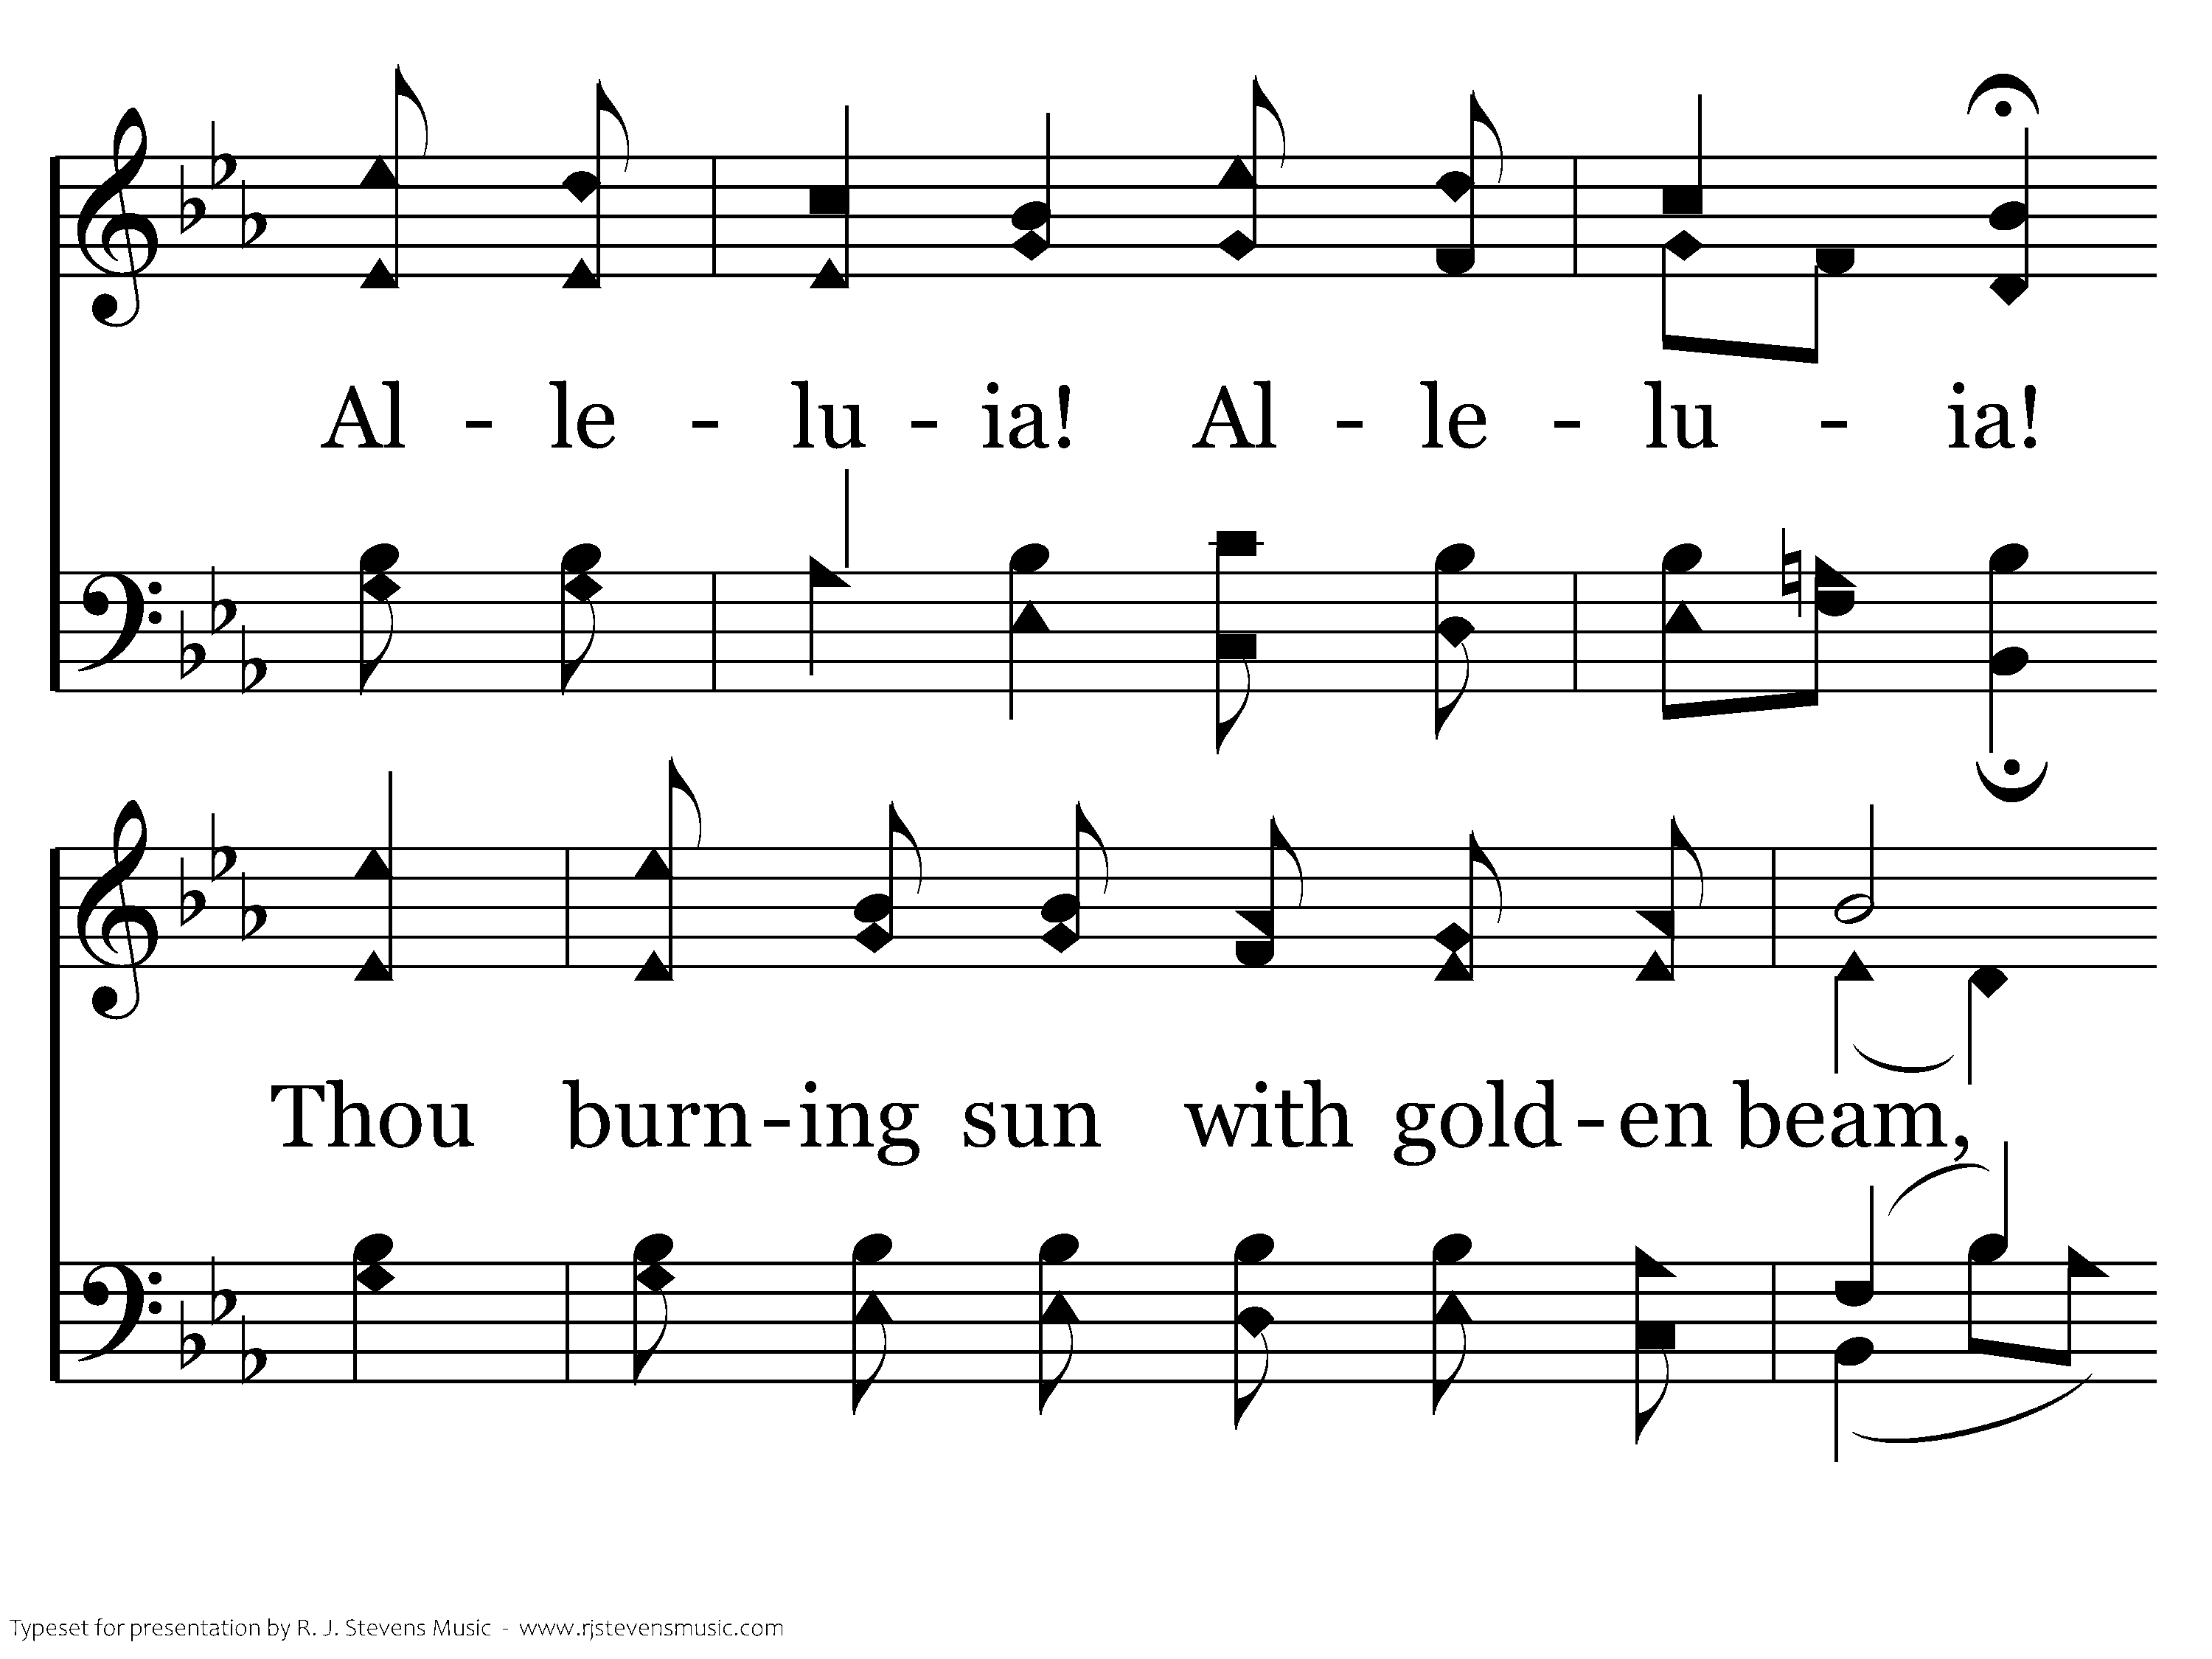 Al - le - lu - ia! Al - le - lu - ia!
Thou burn-ing sun with gold-en beam,
Typeset for presentation by R. J. Stevens Music - www.rjstevensmusic.com